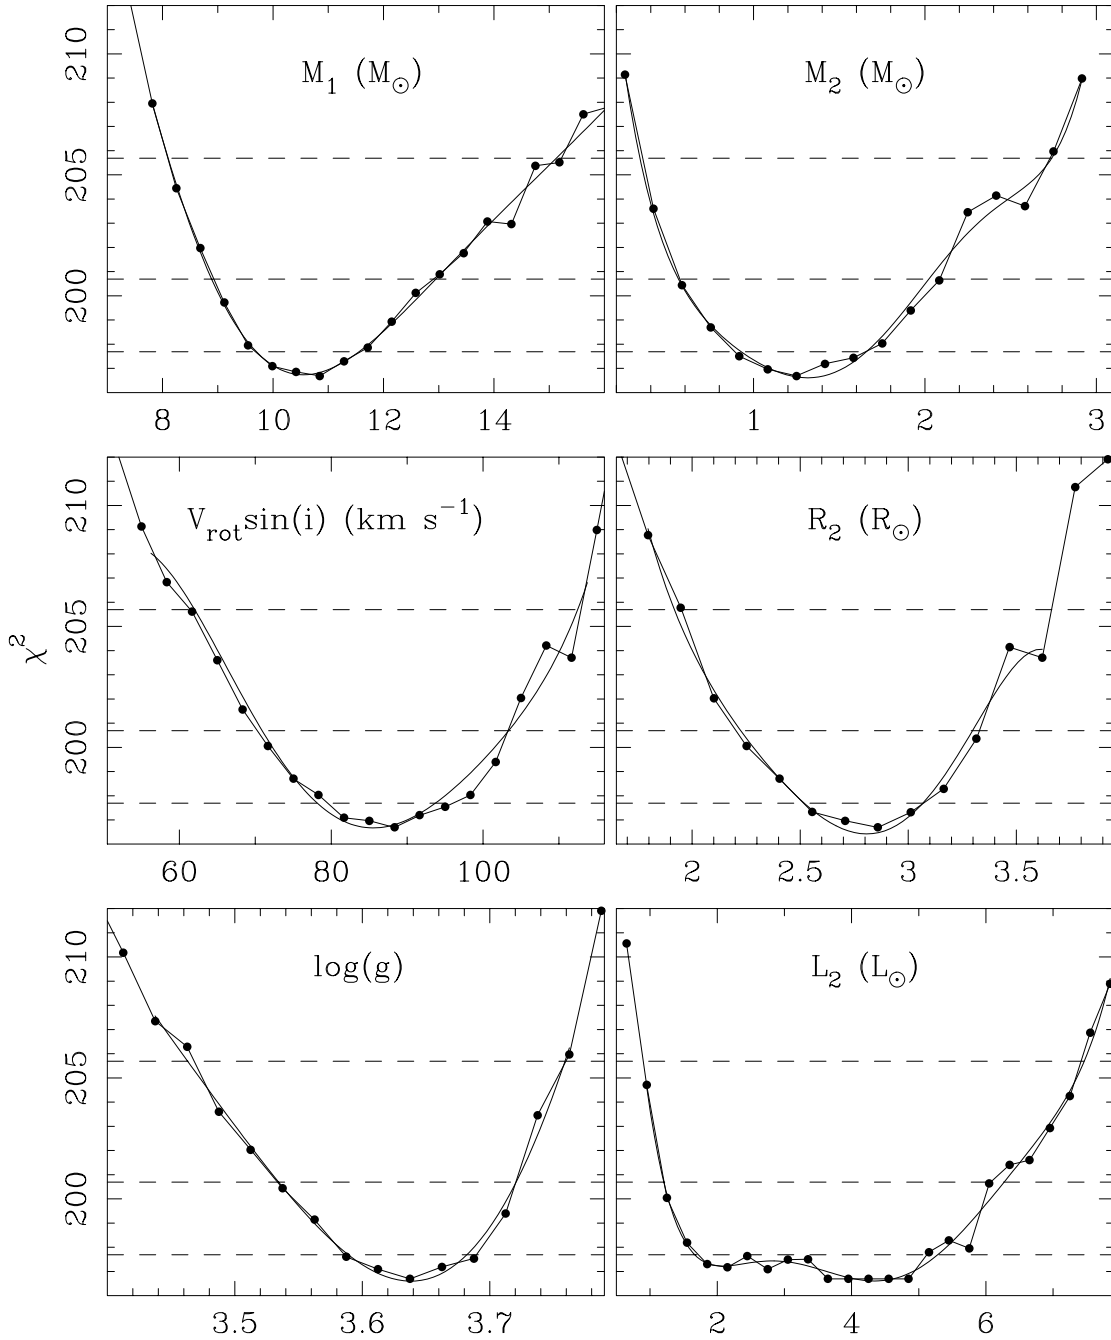 M₁ (M⊙)
210
205
200
8 10 12 14
M₂ (M⊙)
1 2 3
Vrotsin(i) (km s⁻¹)
210
205
200
60 80 100
R₂ (R⊙)
2 2.5 3 3.5
χ²
log(g)
210
205
200
3.5 3.6 3.7
L₂ (L⊙)
2 4 6